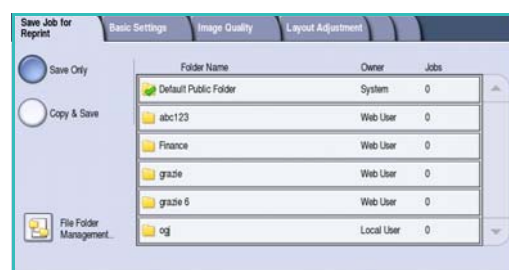 Save Job for
Reprint
Basic Settings
Image Quality
Layout Adjustment
Save Only
Copy & Save
File Folder
Management...
Folder Name Owner Jobs
Default Public Folder System 0
abc123 Web User 0
Finance Web User 0
grazie Web User 0
grazie 6 Web User 0
ogj Local User 0